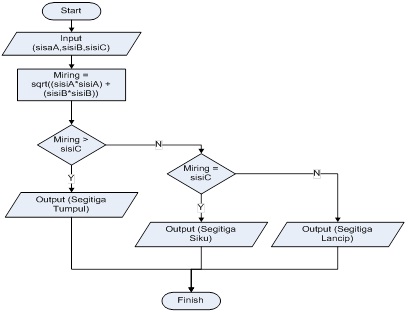 Start
Input
(sisaA,sisiB,sisiC)
Miring =
sqrt((sisiA*sisiA) +
(sisiB*sisiB))
Miring >
sisiC
N
Y
Miring =
sisiC
N
Y
Output (Segitiga
Tumpul)
Output (Segitiga
Siku)
Output (Segitiga
Lancip)
Finish